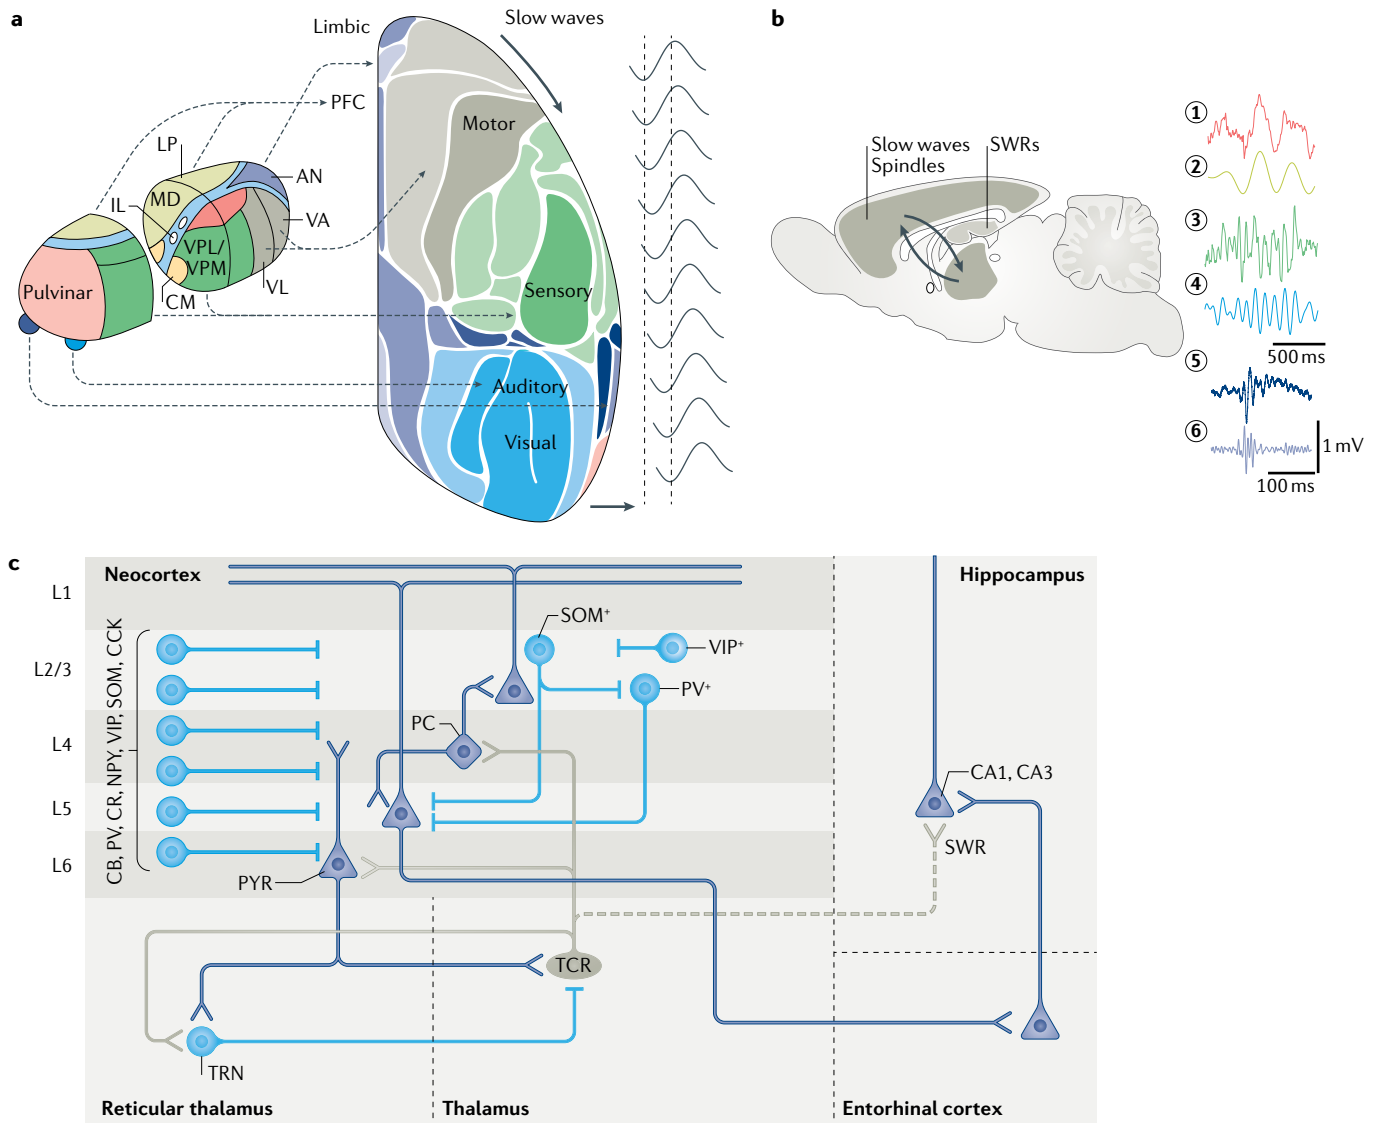 a
Limbic
Slow waves
PFC
Motor
LP
AN
IL
MD
VA
VPL/
VPM
Pulvinar
CM
VL
Sensory
Auditory
Visual
b
Slow waves
Spindles
SWRs
1
2
3
4
500 ms
5
6
1 mV
100 ms
c
Neocortex
Hippocampus
L1
SOM⁺
L2/3
VIP⁺
PV⁺
CB, PV, CR, NPY, VIP, SOM, CCK
PC
L4
CA1, CA3
L5
SWR
L6
PYR
TCR
TRN
Reticular thalamus
Thalamus
Entorhinal cortex